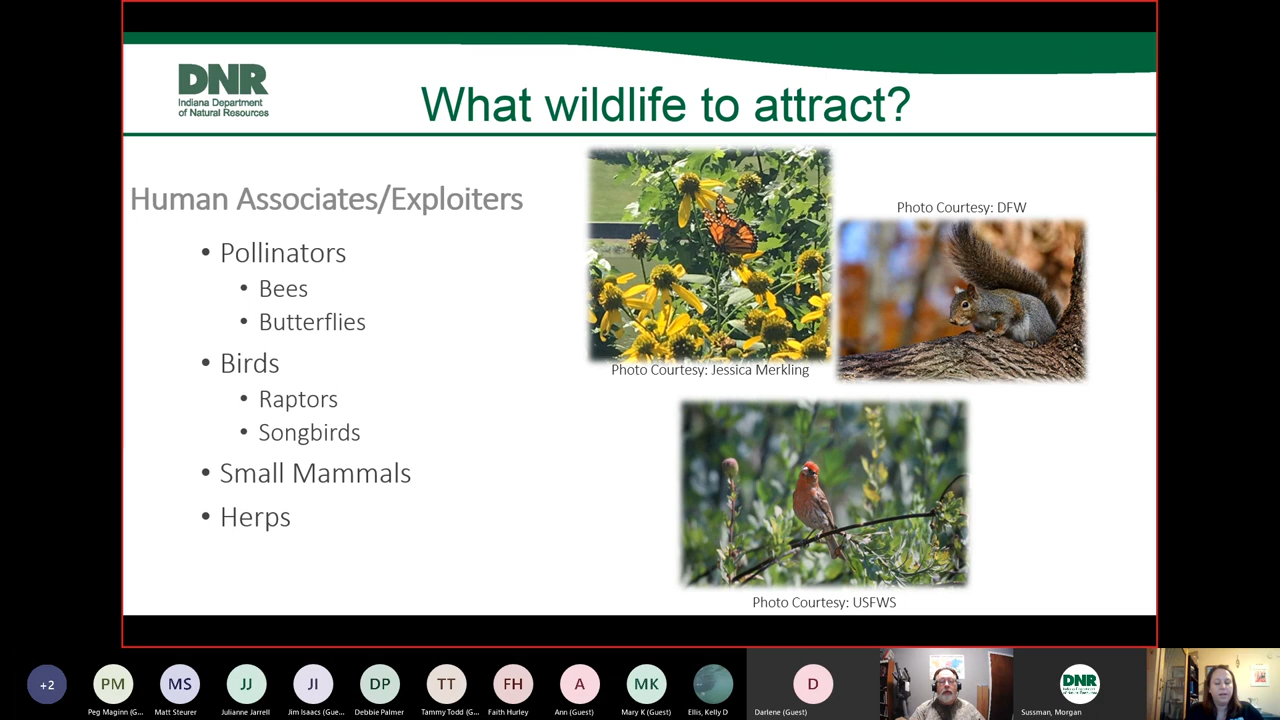 DNR
Indiana Department
of Natural Resources
What wildlife to attract?
Human Associates/Exploiters
• Pollinators
• Bees
• Butterflies
• Birds
• Raptors
• Songbirds
• Small Mammals
• Herps
Photo Courtesy: DFW
Photo Courtesy: Jessica Merkling
Photo Courtesy: USFWS
+2
PM
MS
JJ
JI
DP
TT
FH
A
MK
D
DNR
Peg Maginn (G...
Matt Steurer
Julianne Jarrell
Jim Isaacs (Gue...
Debbie Palmer
Tammy Todd (G...
Faith Hurley
Ann (Guest)
Mary K (Guest)
Ellis, Kelly D
Darlene (Guest)
Sussman, Morgan